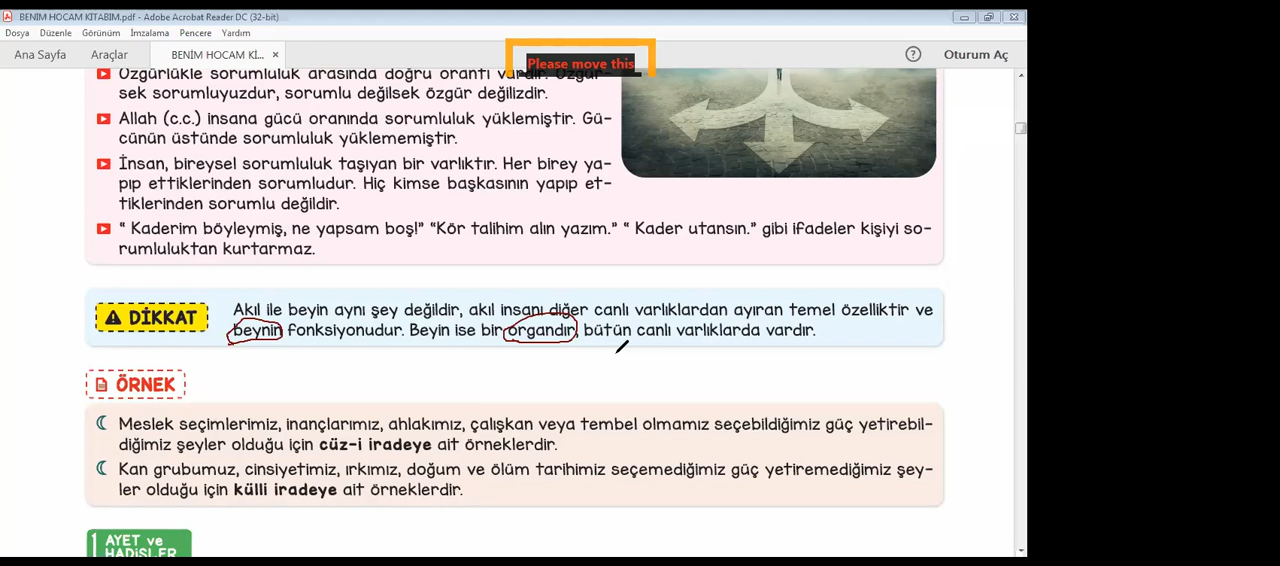 BENIM HOCAM KITABIM.pdf - Adobe Acrobat Reader DC (32-bit)
Dosya Düzenle Görünüm İmzalama Pencere Yardım
Ana Sayfa Araçlar BENİM HOCAM Kİ... × ? Oturum Aç
Please move this
Özgürlükle sorumluluk arasında doğru orantı vardır. Özgür-
sek sorumluyuzdur, sorumlu değilsek özgür değilizdir.
Allah (c.c.) insana gücü oranında sorumluluk yüklemiştir. Gü-
cünün üstünde sorumluluk yüklememiştir.
İnsan, bireysel sorumluluk taşıyan bir varlıktır. Her birey ya-
pıp ettiklerinden sorumludur. Hiç kimse başkasının yapıp et-
tiklerinden sorumlu değildir.
“ Kaderim böyleymiş, ne yapsam boş!” “Kör talihim alın yazım.” “ Kader utansın.” gibi ifadeler kişiyi so-
rumluluktan kurtarmaz.
DİKKAT
Akıl ile beyin aynı şey değildir, akıl insanı diğer canlı varlıklardan ayıran temel özelliktir ve
beynin fonksiyonudur. Beyin ise bir organdır, bütün canlı varlıklarda vardır.
ÖRNEK
Meslek seçimlerimiz, inançlarımız, ahlakımız, çalışkan veya tembel olmamız seçebildiğimiz güç yetirebil-
diğimiz şeyler olduğu için cüz-i iradeye ait örneklerdir.
Kan grubumuz, cinsiyetimiz, ırkımız, doğum ve ölüm tarihimiz seçemediğimiz güç yetiremediğimiz şey-
ler olduğu için külli iradeye ait örneklerdir.
1 AYET ve
HADİSLER